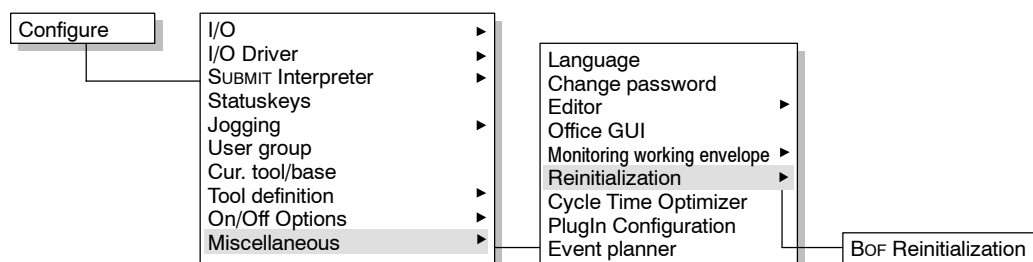 Configure
I/O
I/O Driver
SUBMIT Interpreter
Statuskeys
Jogging
User group
Cur. tool/base
Tool definition
On/Off Options
Miscellaneous
Language
Change password
Editor
Office GUI
Monitoring working envelope
Reinitialization
Cycle Time Optimizer
PlugIn Configuration
Event planner
BOF Reinitialization